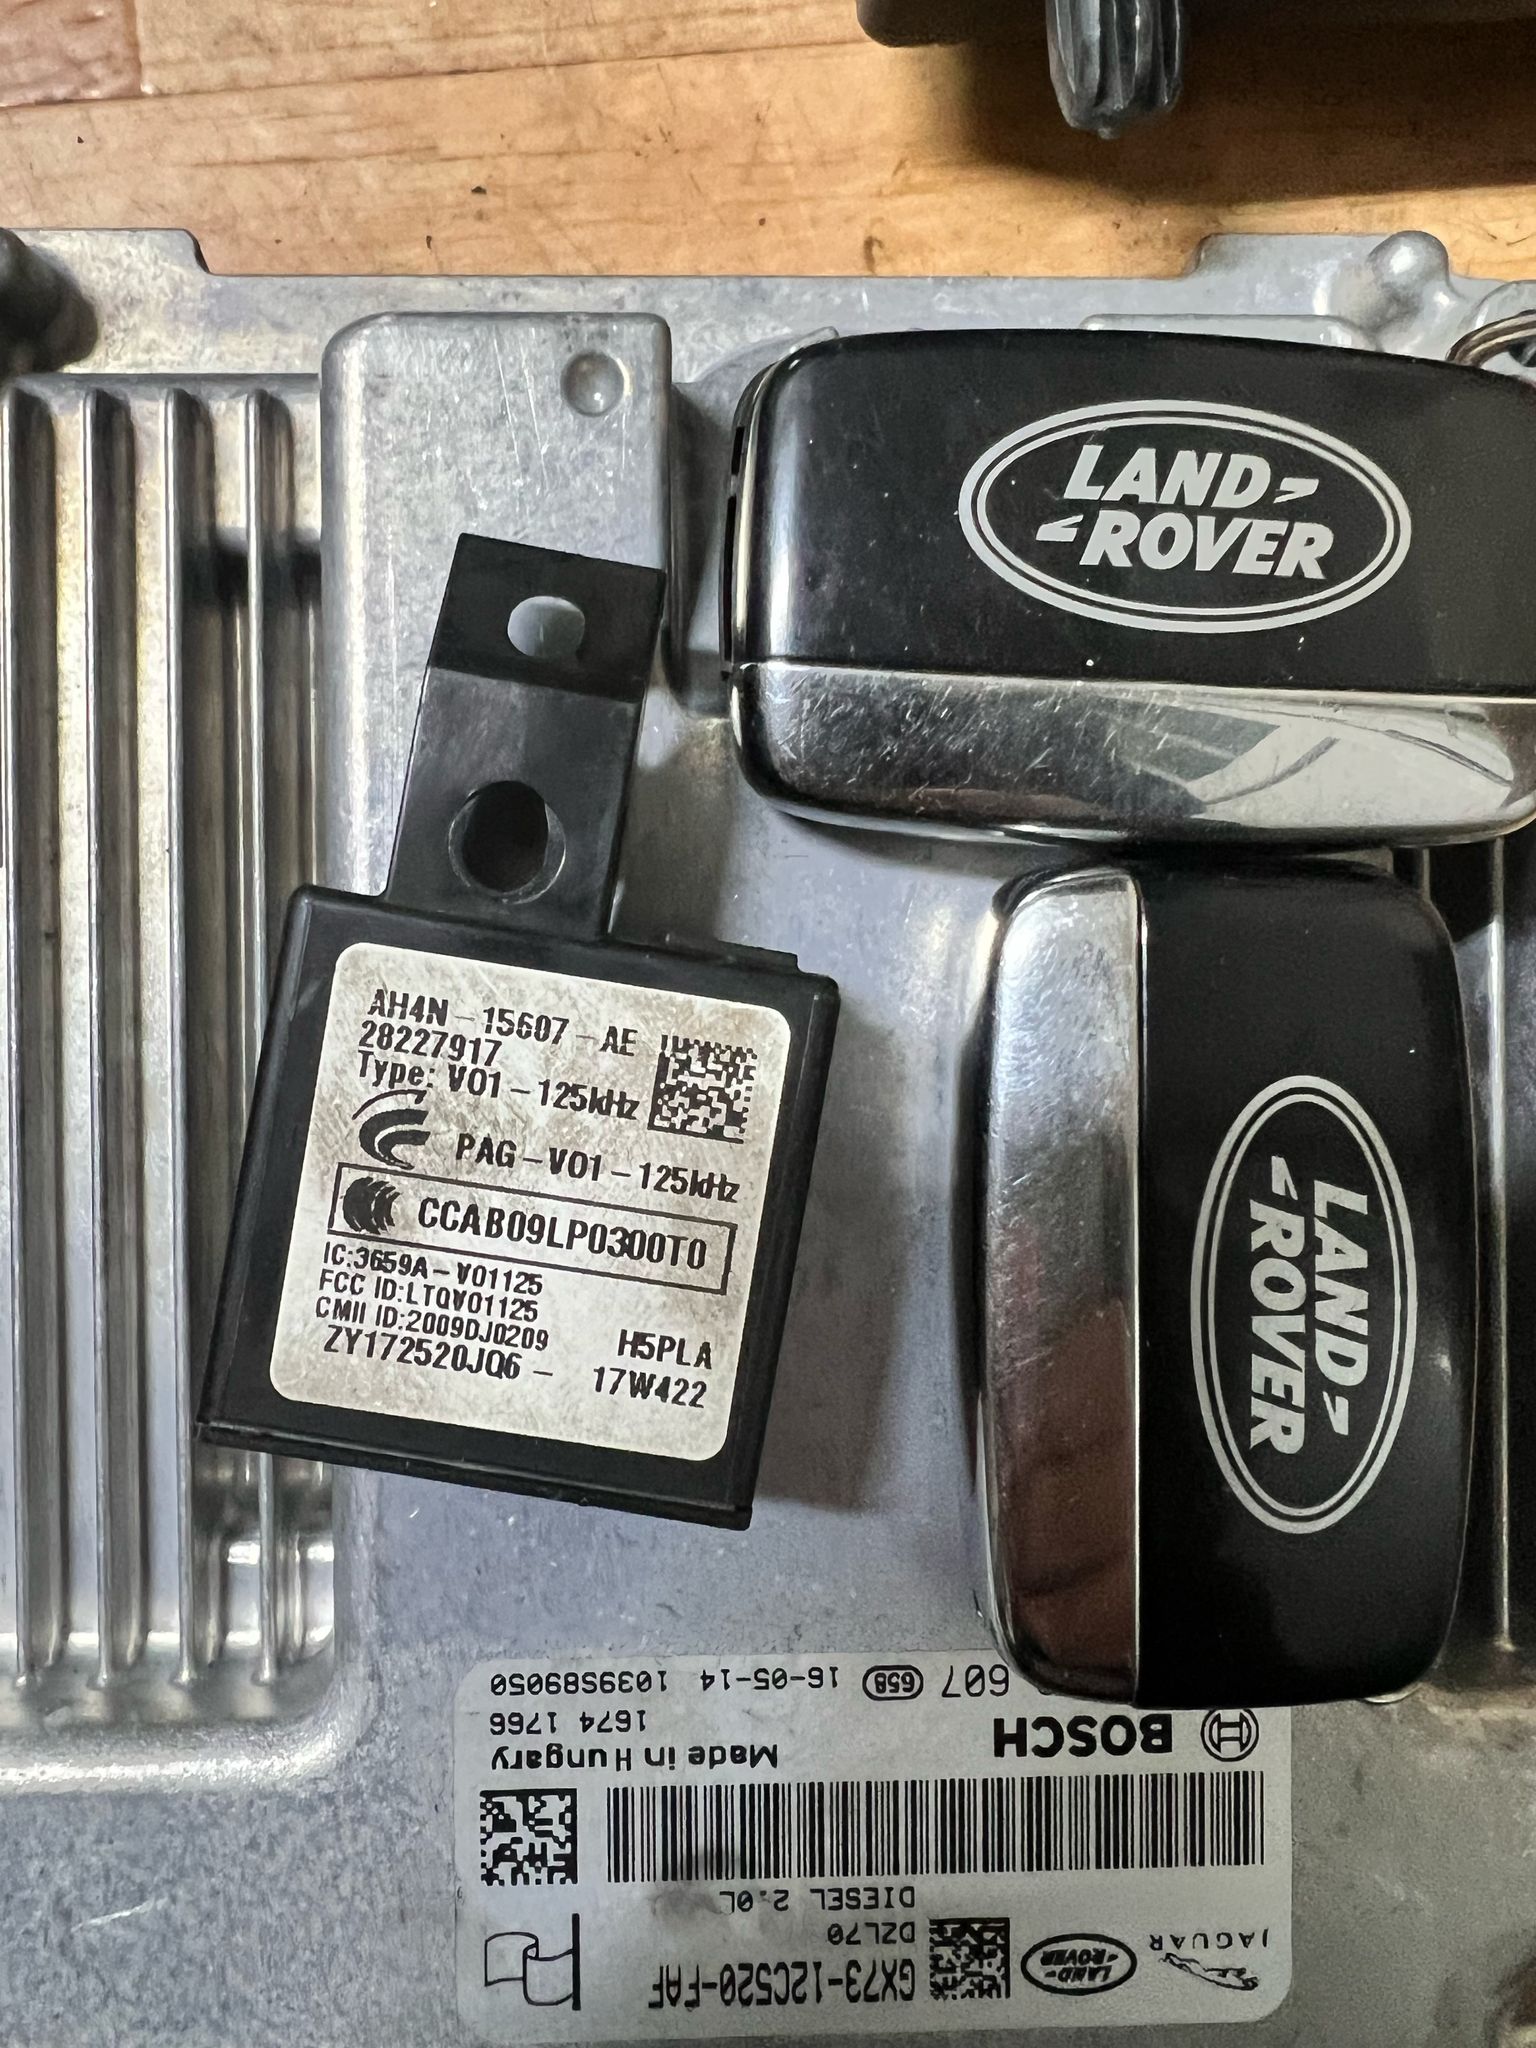 LAND
ROVER
AH4N-15607-AE
28227917
Type: V01-125kHz
PAG-V01-125kHz
CCAB09LP0300T0
IC:3659A-V01125
FCC ID:LTQV01125
CMII ID:2009DJ0209
H5PLA
ZY172520JQ6- 17W422
LAND
ROVER
JAGUAR
LAND
ROVER
GX73-12C520-FAF
DZL70
DIESEL 2.0L
BOSCH
Made in Hungary
1674 1766
607 658 16-05-14 1039S89050